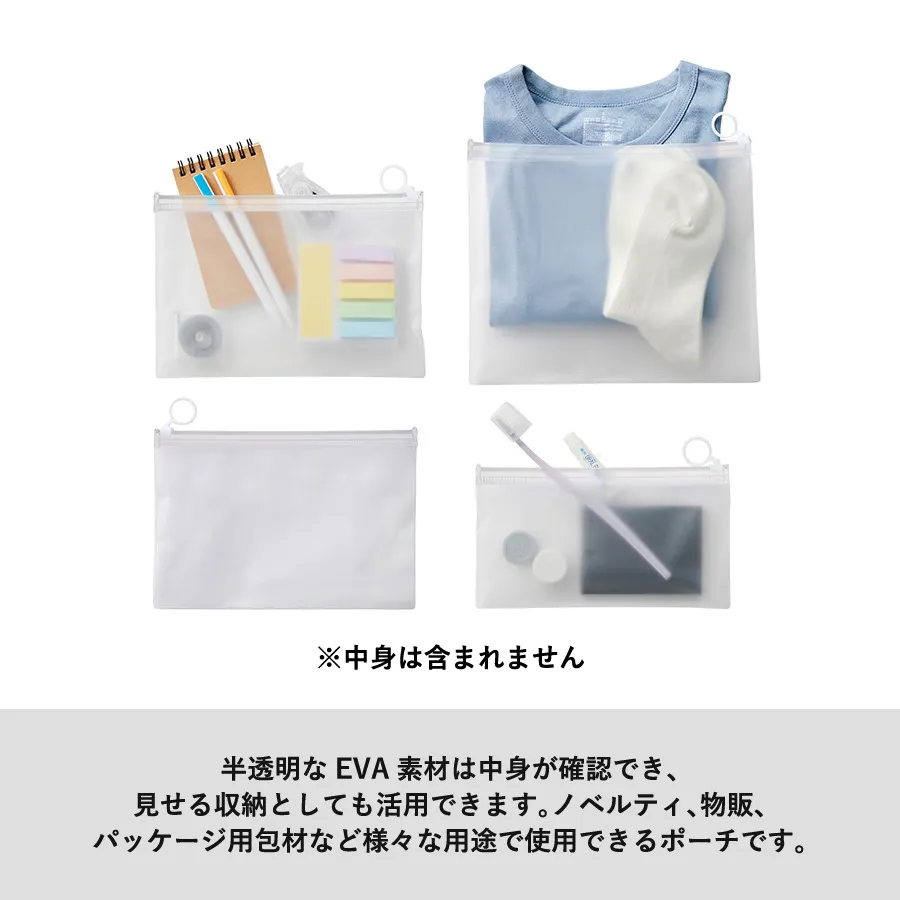 ※中身は含まれません
半透明な EVA 素材は中身が確認でき、
見せる収納としても活用できます。ノベルティ、物販、
パッケージ用包材など様々な用途で使用できるポーチです。